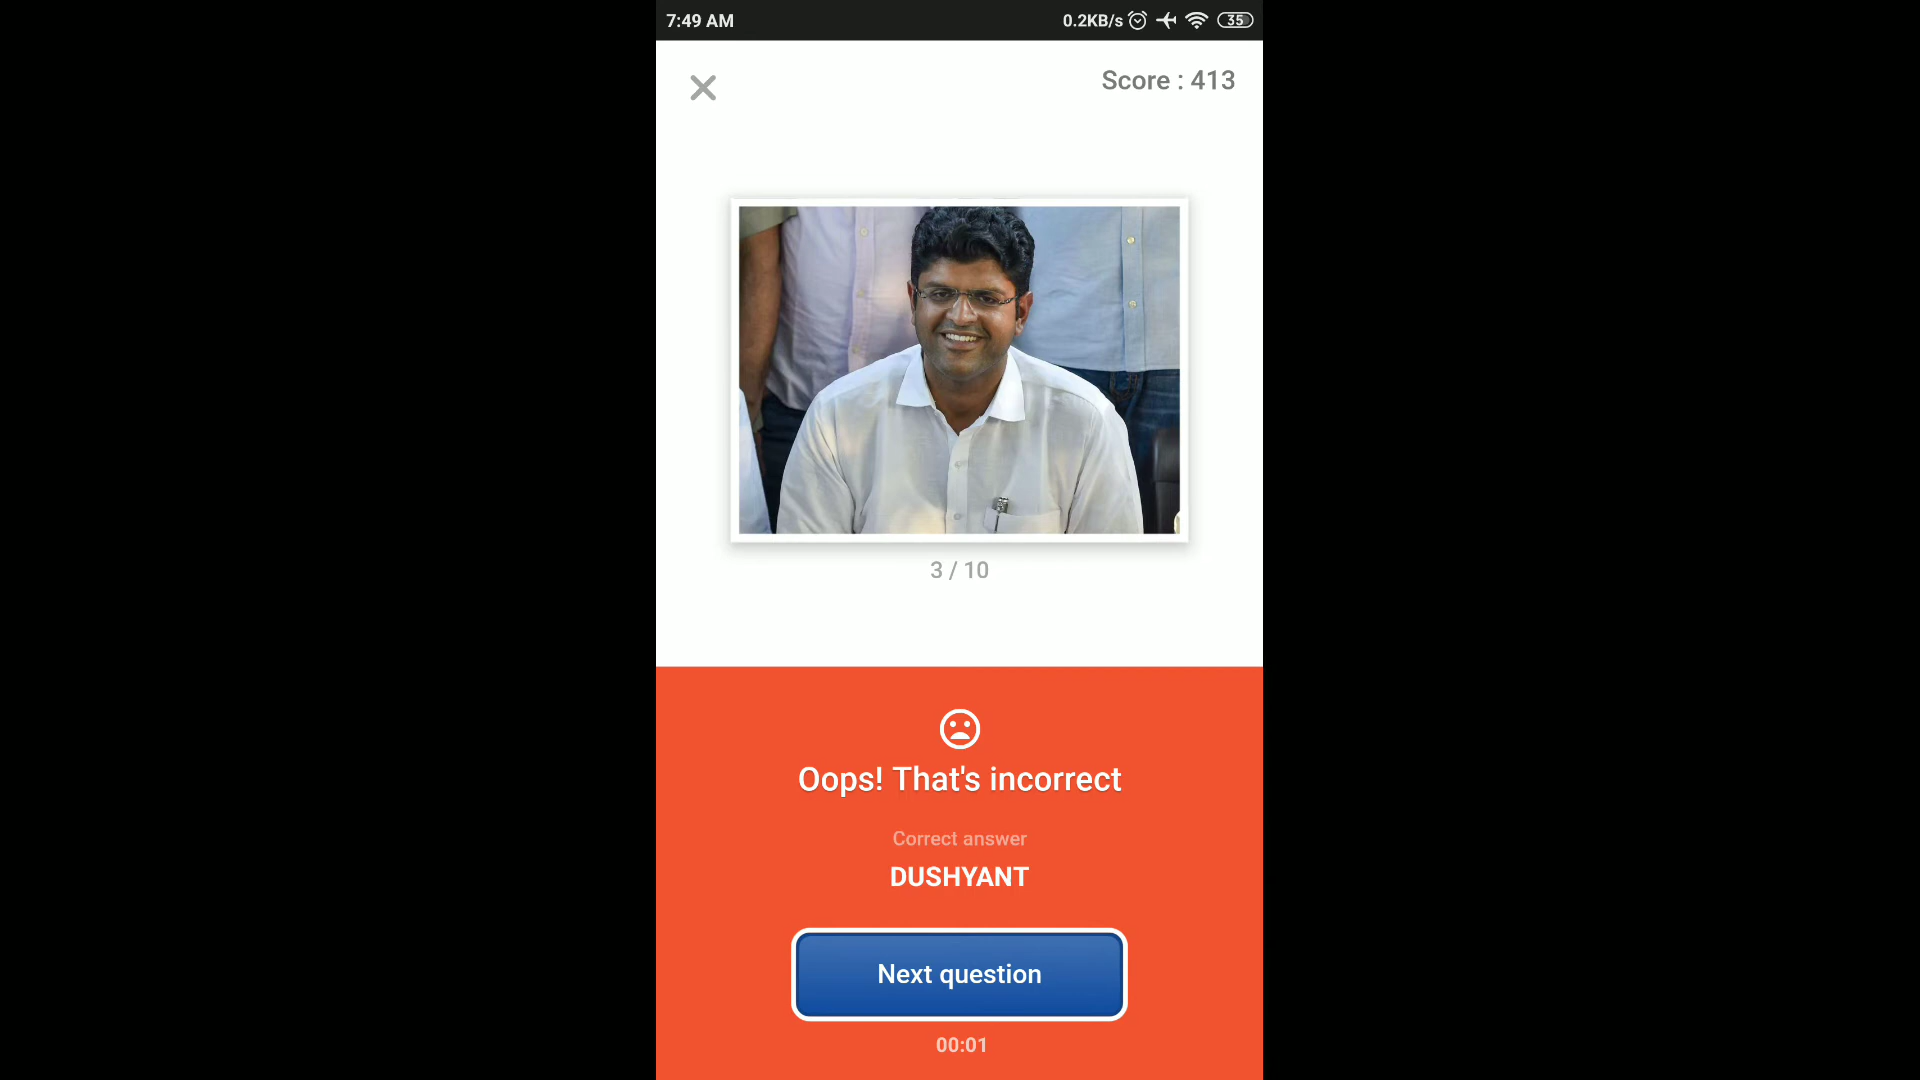 7:49 AM
0.2KB/s
35
Score : 413
3 / 10
Oops! That's incorrect
Correct answer
DUSHYANT
Next question
00:01